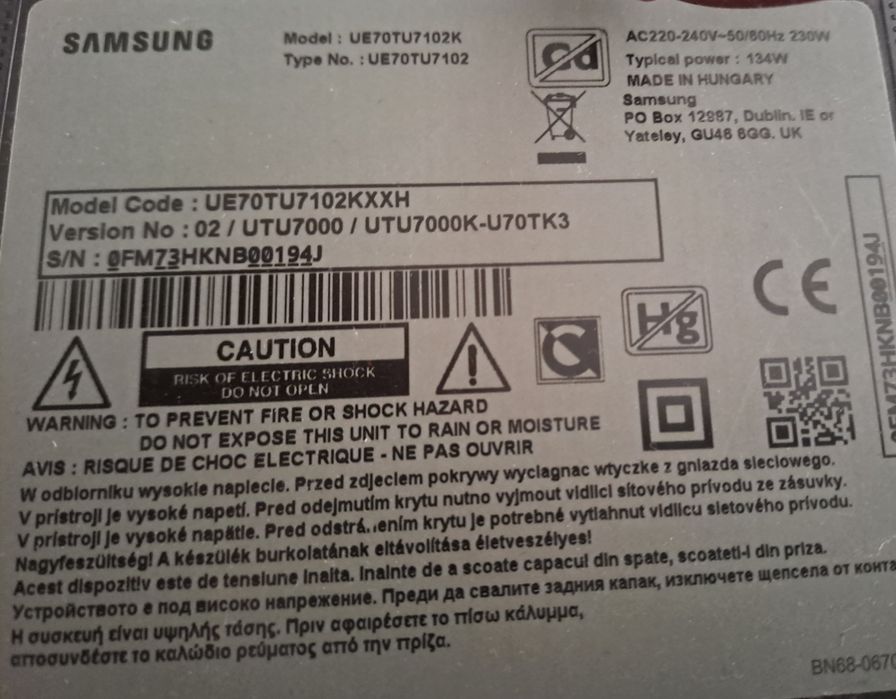 SAMSUNG
Model : UE70TU7102K
Type No. : UE70TU7102
Cd
AC220-240V~50/60Hz 230W
Typical power : 134W
MADE IN HUNGARY
Samsung
PO Box 12987, Dublin. IE or
Yateley, GU46 6GG. UK
Model Code : UE70TU7102KXXH
Version No : 02 / UTU7000 / UTU7000K-U70TK3
S/N : 0FM73HKNB00194J
CE
Hg
CAUTION
RISK OF ELECTRIC SHOCK
DO NOT OPEN
WARNING : TO PREVENT FIRE OR SHOCK HAZARD
DO NOT EXPOSE THIS UNIT TO RAIN OR MOISTURE
AVIS : RISQUE DE CHOC ELECTRIQUE - NE PAS OUVRIR
W odbiorniku wysokie napiecie. Przed zdjeciem pokrywy wyciagnac wtyczke z gniazda sieciowego.
V prístroji je vysoké napetí. Pred odejmutím krytu nutno vyjmout vidlici sítového prívodu ze zásuvky.
V prístroji je vysoké napätie. Pred krytu je potrebné vytiahnut vidlicu sietového prívodu.
Nagyfeszültség! A készülék burkolatának eltávolítása életveszélyes!
Acest dispozitiv este de tensiune inalta. Inainte de a scoate capacul din spate, scoateti-l din priza.
Устройството е под високо напрежение. Преди да свалите задния капак, изключете щепсела от конта
Η συσκευή είναι υψηλής τάσης. Πριν αφαιρέσετε το πίσω κάλυμμα,
αποσυνδέστε το καλώδιο ρεύματος από την πρίζα.
BN68-0670
0FM73HKNB00194J